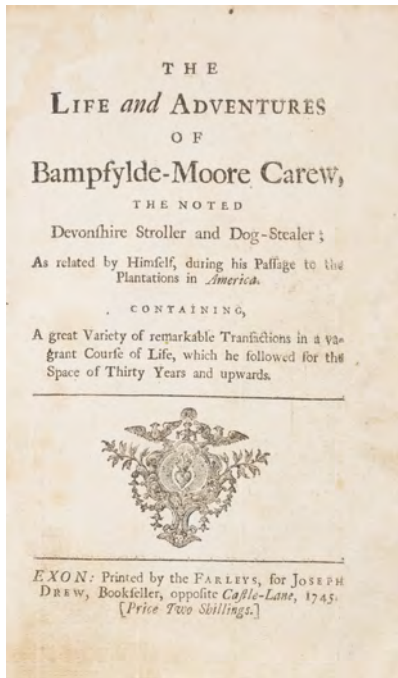 THE
LIFE and ADVENTURES
OF
Bampfylde-Moore Carew,
THE NOTED
Devonſhire Stroller and Dog-Stealer;
As related by Himſelf, during his Paſſage to the
Plantations in America.
CONTAINING,
A great Variety of remarkable Tranſactions in a va-
grant Courſe of Life, which he followed for the
Space of Thirty Years and upwards.
EXON: Printed by the FARLEYS, for JOSEPH
DREW, Bookſeller, oppoſite Caſtle-Lane, 1745.
[Price Two Shillings.]